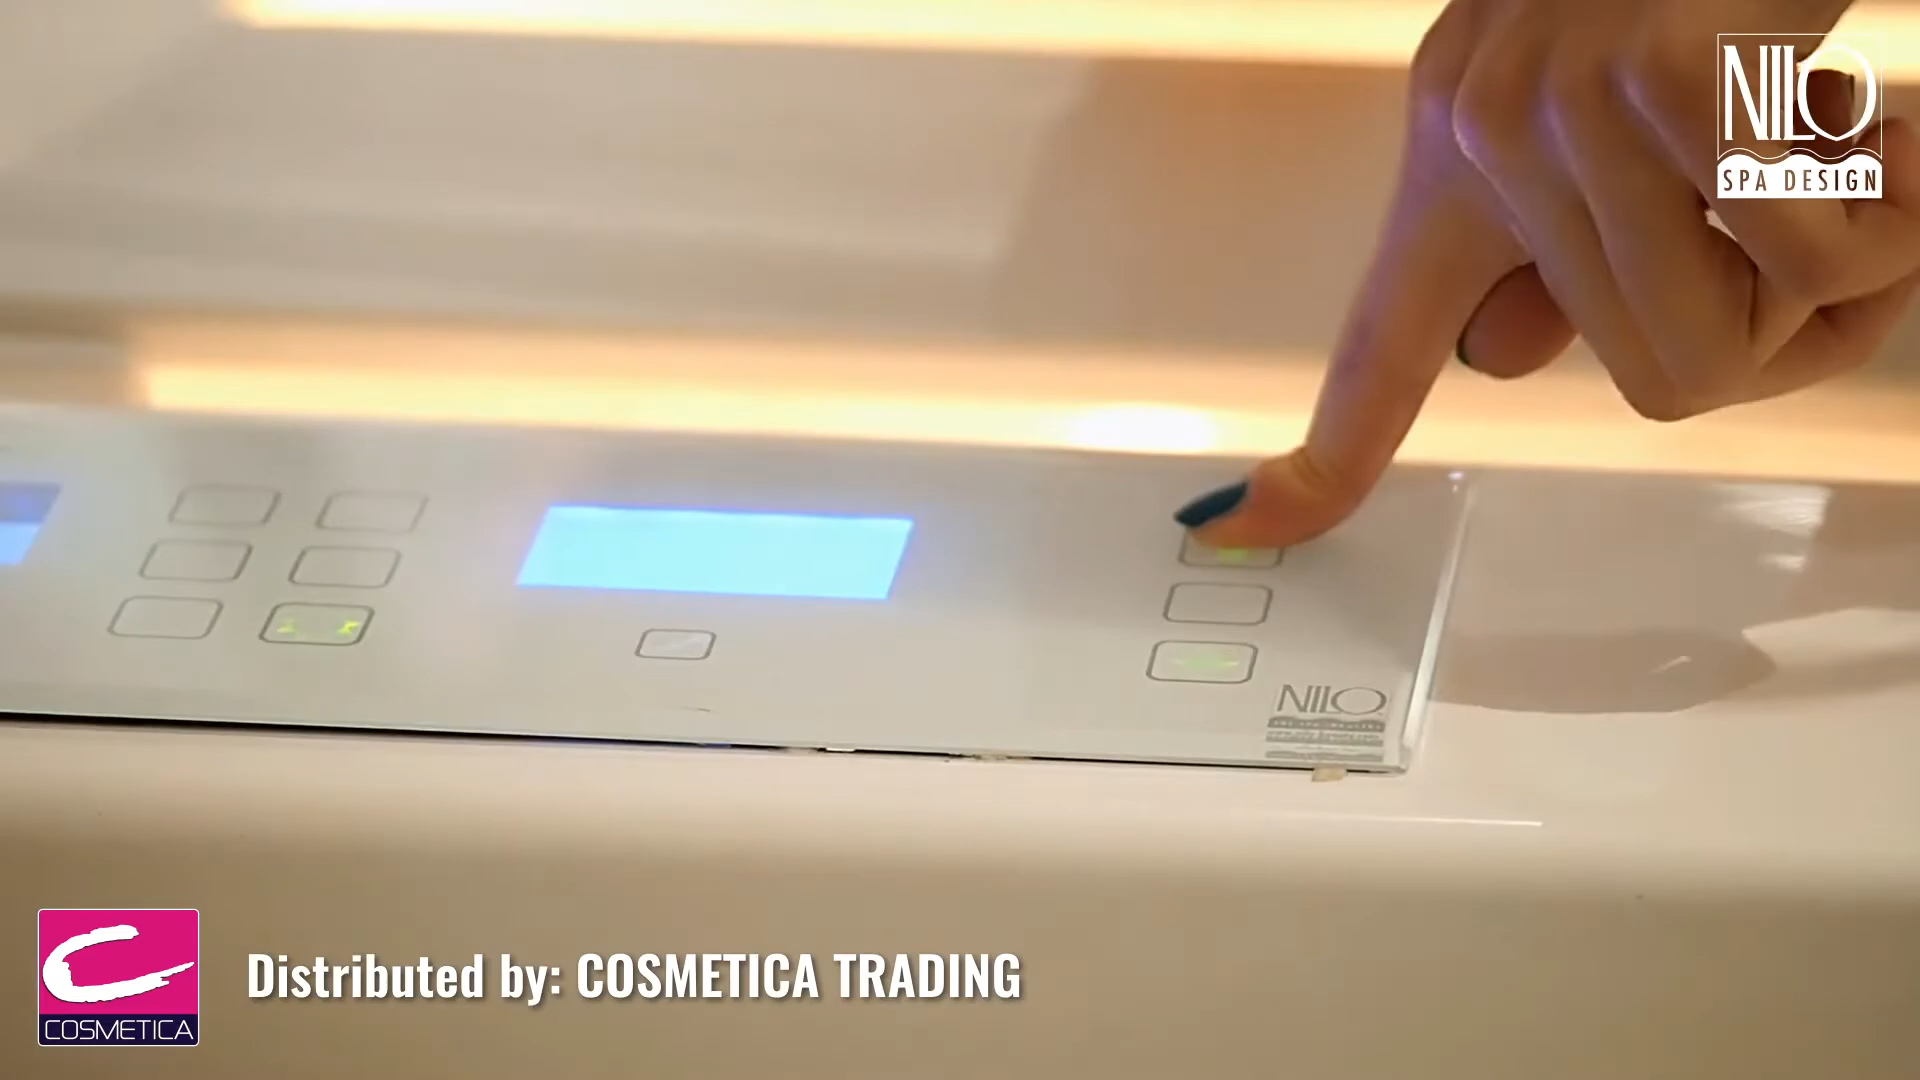 NILO
SPA DESIGN
NILO
COSMETICA
Distributed by: COSMETICA TRADING